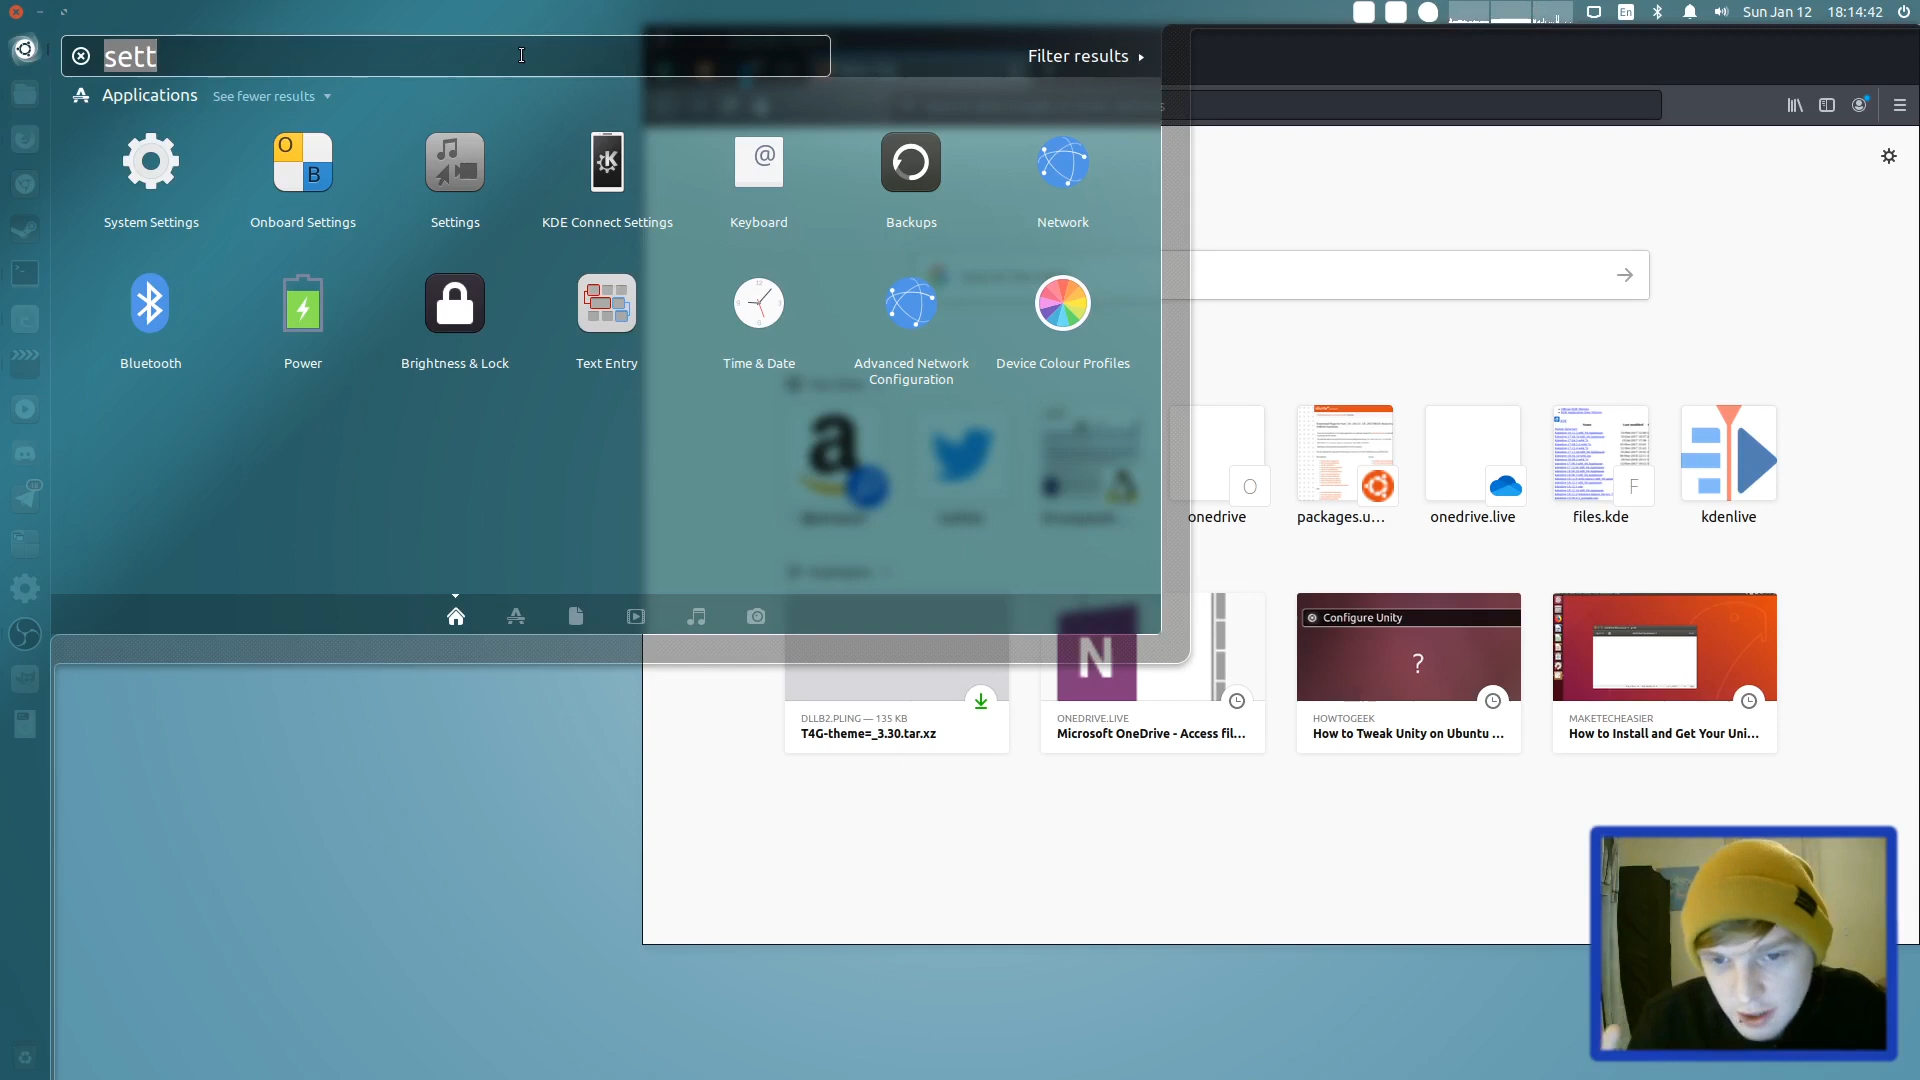 En
Sun Jan 12
18:14:42
sett
Filter results
Applications
See fewer results
O
B
@
System Settings
Onboard Settings
Settings
KDE Connect Settings
Keyboard
Backups
Network
Bluetooth
Power
Brightness & Lock
Text Entry
Time & Date
Advanced Network
Configuration
Device Colour Profiles
O
F
onedrive
packages.u...
onedrive.live
files.kde
kdenlive
18
N
Configure Unity
?
DLLB2.PLING — 135 KB
T4G-theme=_3.30.tar.xz
ONEDRIVE.LIVE
Microsoft OneDrive - Access fil...
HOWTOGEEK
How to Tweak Unity on Ubuntu ...
MAKETECHEASIER
How to Install and Get Your Uni...